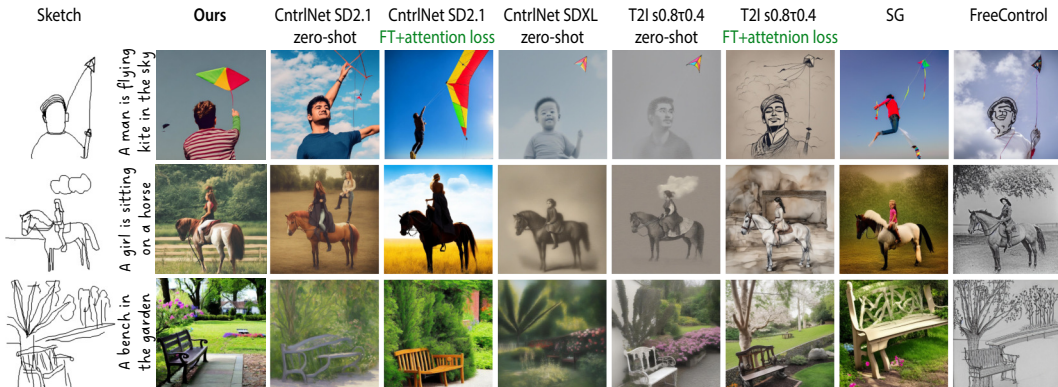 Sketch
Ours
CntrlNet SD2.1
zero-shot
CntrlNet SD2.1
FT+attention loss
CntrlNet SDXL
zero-shot
T2I s0.8τ0.4
zero-shot
T2I s0.8τ0.4
FT+attetnion loss
SG
FreeControl
A man is flying
kite in the sky
A girl is sitting
on a horse
A bench in
the garden